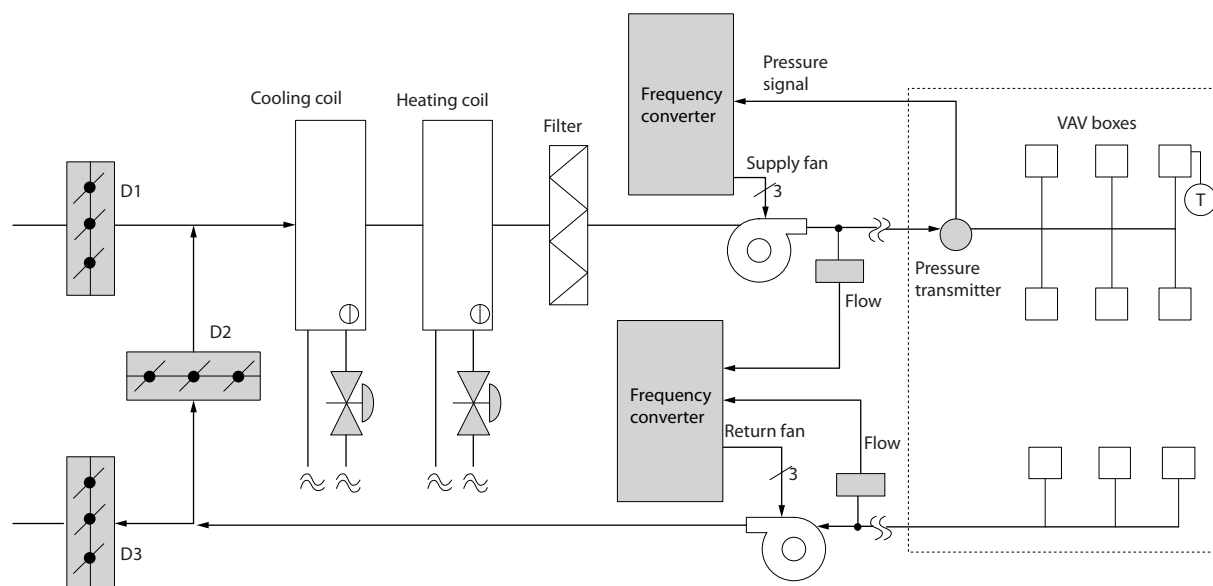 Pressure
signal
Cooling coil
Heating coil
Frequency
converter
VAV boxes
Filter
Supply fan
3
D1
T
Pressure
transmitter
Flow
D2
Frequency
converter
Return fan
Flow
3
D3